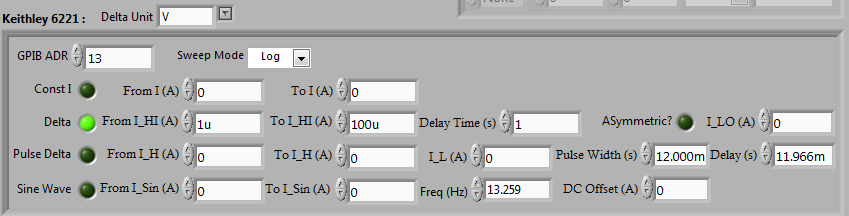 None 0 0
Keithley 6221 : Delta Unit V
GPIB ADR 13 Sweep Mode Log
Const I From I (A) 0 To I (A) 0
Delta From I_HI (A) 1u To I_HI (A) 100u Delay Time (s) 1 ASymmetric? I_LO (A) 0
Pulse Delta From I_H (A) 0 To I_H (A) 0 I_L (A) 0 Pulse Width (s) 12.000m Delay (s) 11.966m
Sine Wave From I_Sin (A) 0 To I_Sin (A) 0 Freq (Hz) 13.259 DC Offset (A) 0